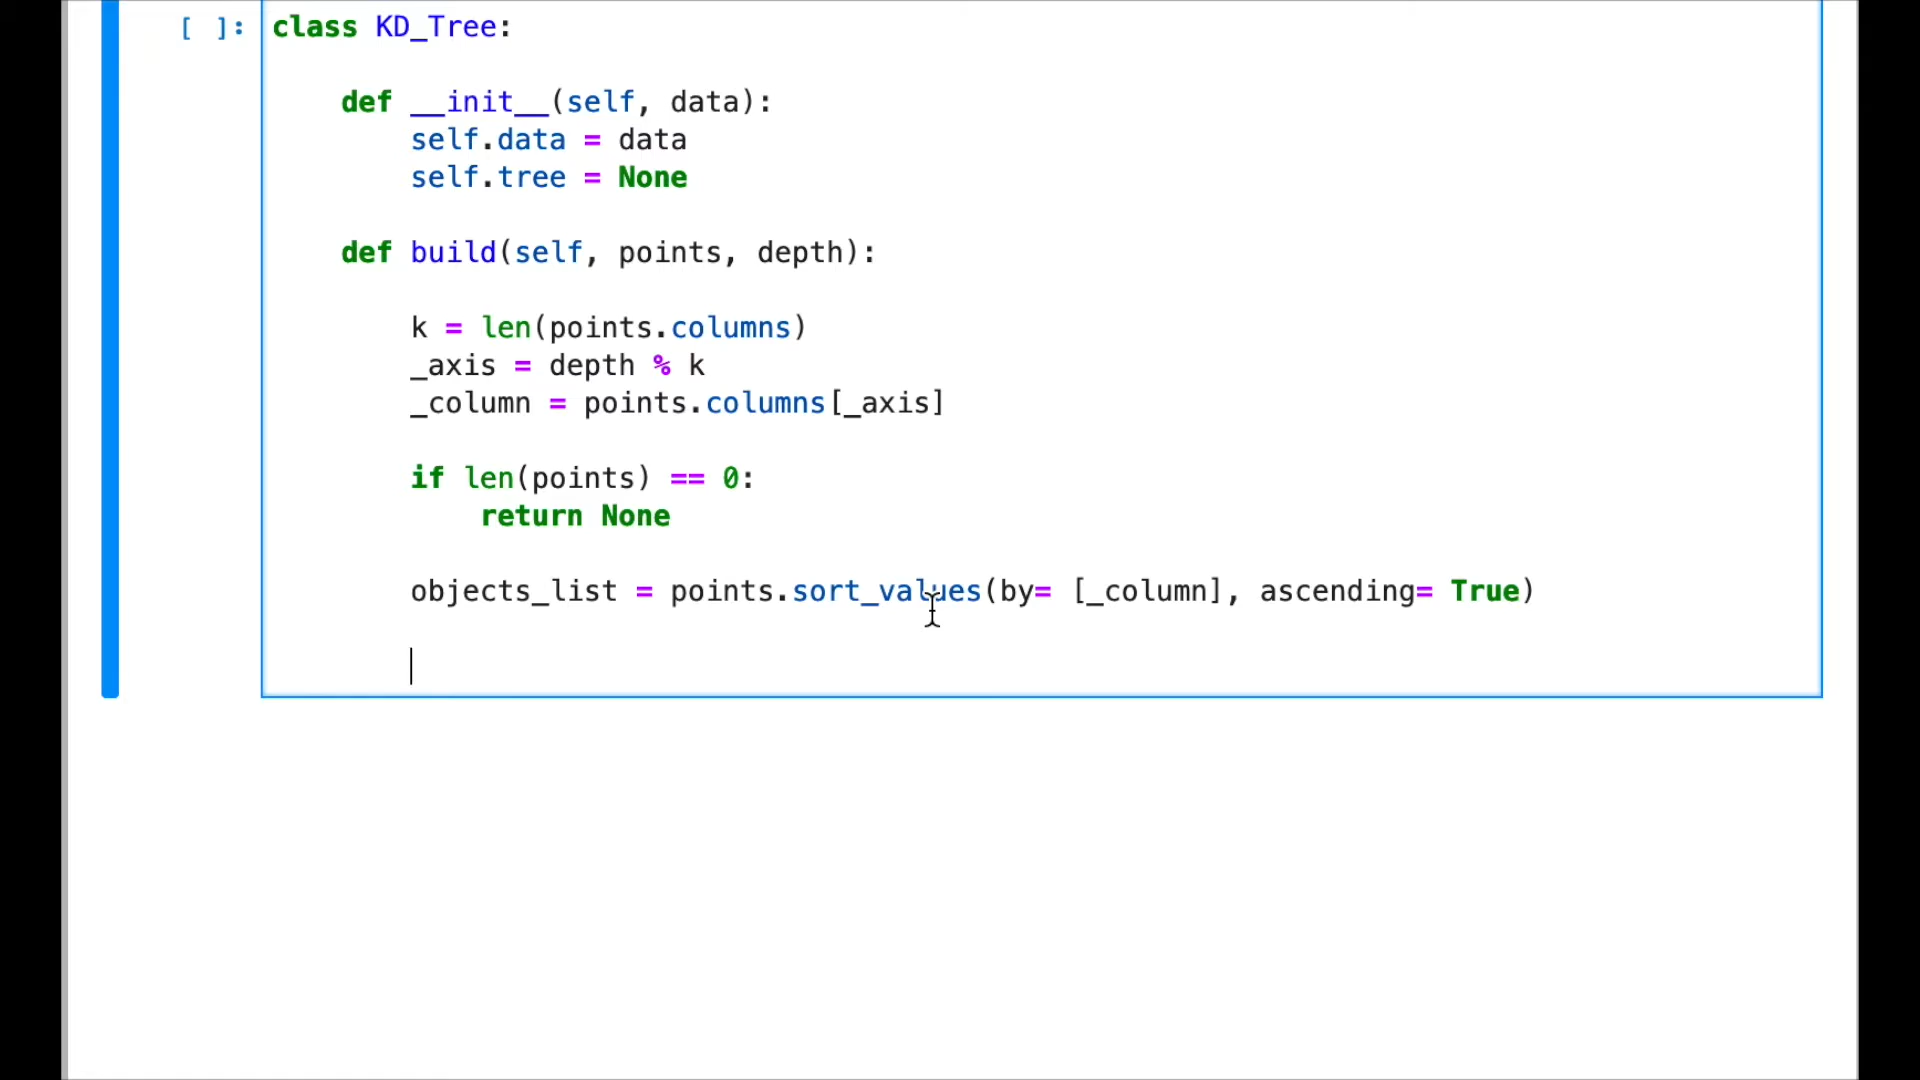 [ ]: class KD_Tree:
def __init__(self, data):
self.data = data
self.tree = None
def build(self, points, depth):
k = len(points.columns)
_axis = depth % k
_column = points.columns[_axis]
if len(points) == 0:
return None
objects_list = points.sort_values(by= [_column], ascending= True)